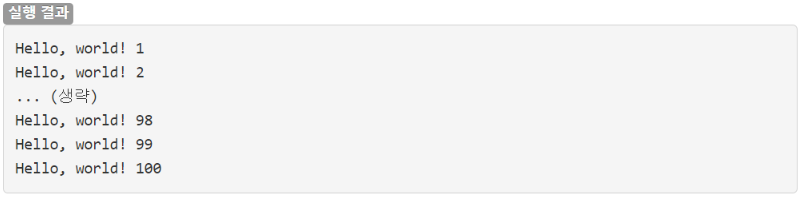 실행 결과
Hello, world! 1
Hello, world! 2
... (생략)
Hello, world! 98
Hello, world! 99
Hello, world! 100